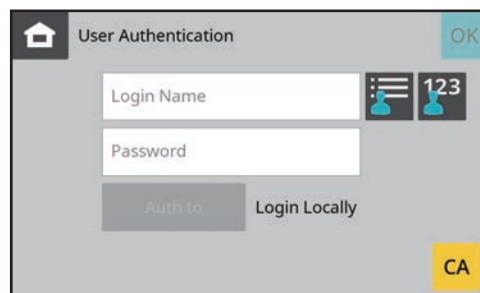 User Authentication
OK
Login Name
123
Password
Auth to
Login Locally
CA